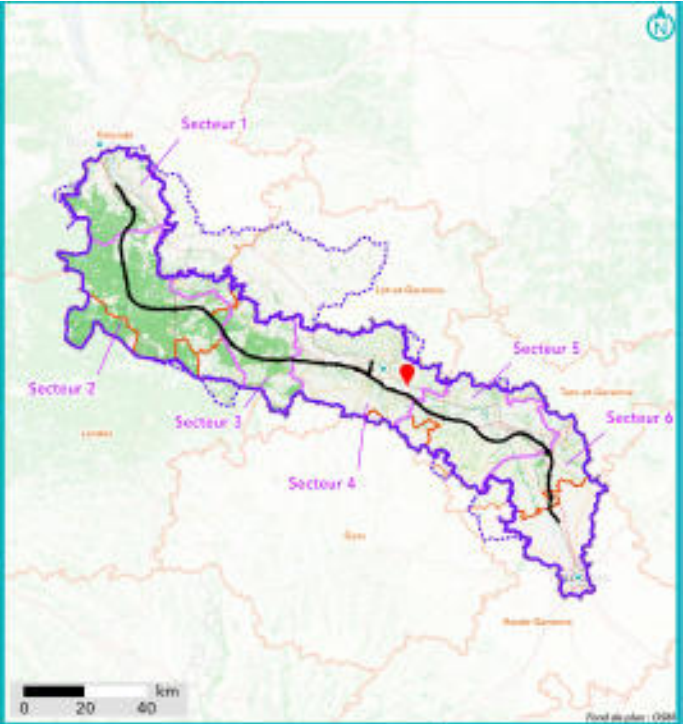 N
Secteur 1
Lot-et-Garonne
Secteur 5
Tarn-et-Garonne
Secteur 2
Secteur 6
Secteur 3
Landes
Secteur 4
Gers
Haute-Garonne
km
0 20 40
Fond de plan : OSM